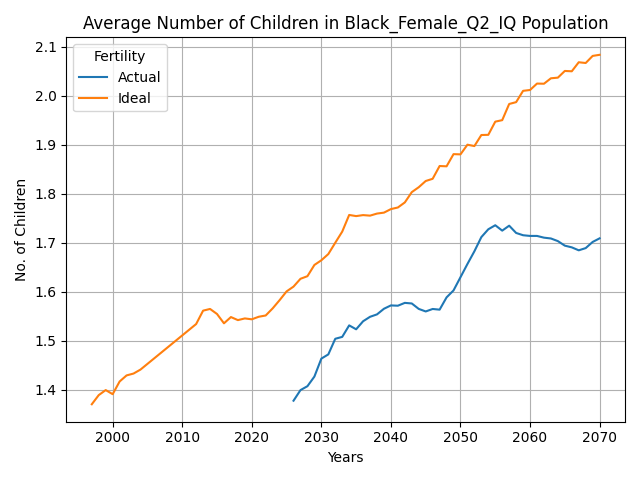 Average Number of Children in Black_Female_Q2_IQ Population
Fertility
Actual
Ideal
No. of Children
2.1
2.0
1.9
1.8
1.7
1.6
1.5
1.4
2000 2010 2020 2030 2040 2050 2060 2070
Years